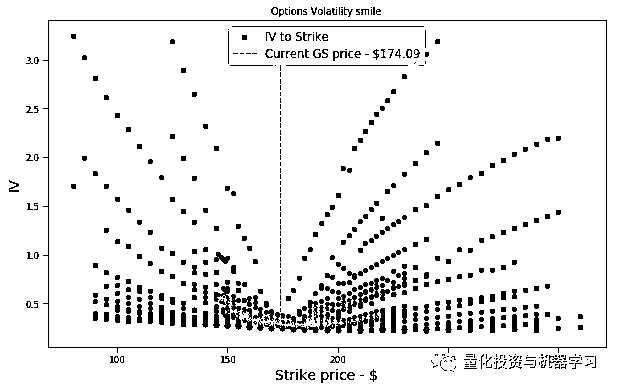 Options Volatility smile
IV to Strike
Current GS price - $174.09
3.0
2.5
2.0
1.5
1.0
0.5
IV
100
150
200
Strike price - $
量化投资与机器学习